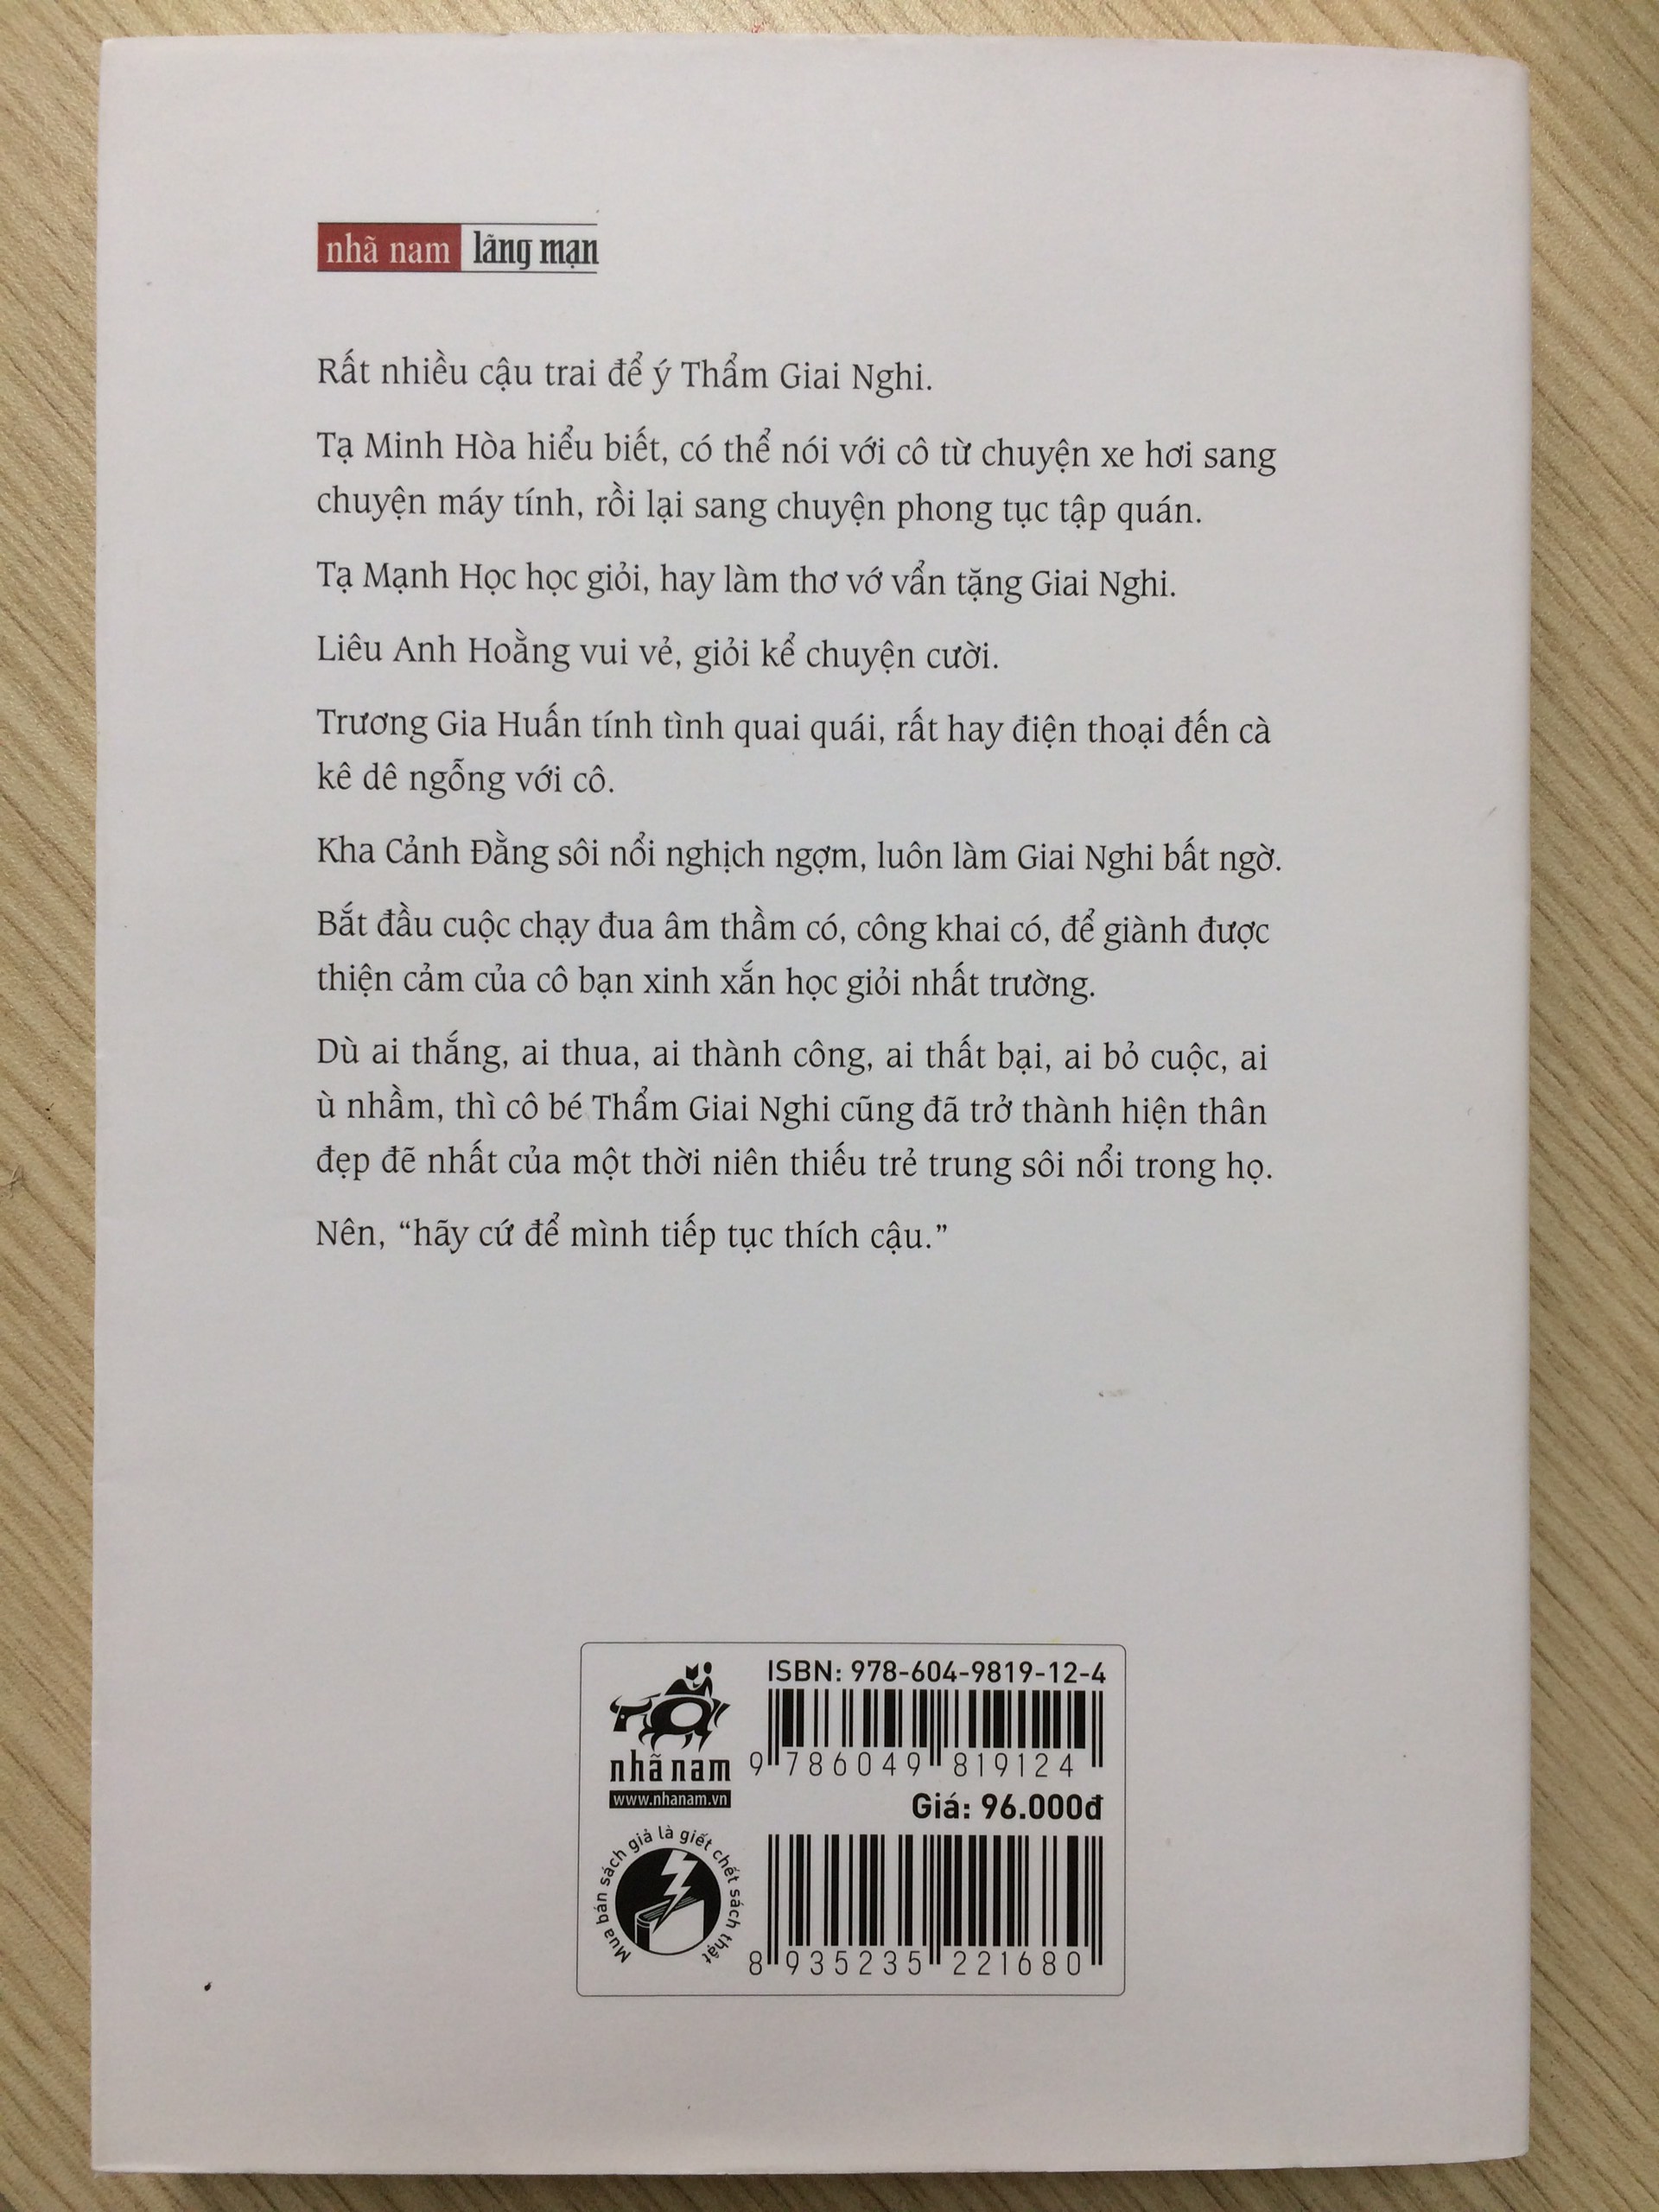 nhã nam lãng mạn
Rất nhiều cậu trai để ý Thẩm Giai Nghi.
Tạ Minh Hòa hiểu biết, có thể nói với cô từ chuyện xe hơi sang
chuyện máy tính, rồi lại sang chuyện phong tục tập quán.
Tạ Mạnh Học học giỏi, hay làm thơ vớ vẩn tặng Giai Nghi.
Liêu Anh Hoằng vui vẻ, giỏi kể chuyện cười.
Trương Gia Huấn tính tình quai quái, rất hay điện thoại đến cà
kê dê ngỗng với cô.
Kha Cảnh Đằng sôi nổi nghịch ngợm, luôn làm Giai Nghi bất ngờ.
Bắt đầu cuộc chạy đua âm thầm có, công khai có, để giành được
thiện cảm của cô bạn xinh xắn học giỏi nhất trường.
Dù ai thắng, ai thua, ai thành công, ai thất bại, ai bỏ cuộc, ai
ù nhầm, thì cô bé Thẩm Giai Nghi cũng đã trở thành hiện thân
đẹp đẽ nhất của một thời niên thiếu trẻ trung sôi nổi trong họ.
Nên, “hãy cứ để mình tiếp tục thích cậu.”
ISBN: 978-604-9819-12-4
9 786049 819124
nhã nam
www.nhanam.vn
Giá: 96.000đ
Mua bán sách giả là giết chết sách thật
8 935235 221680